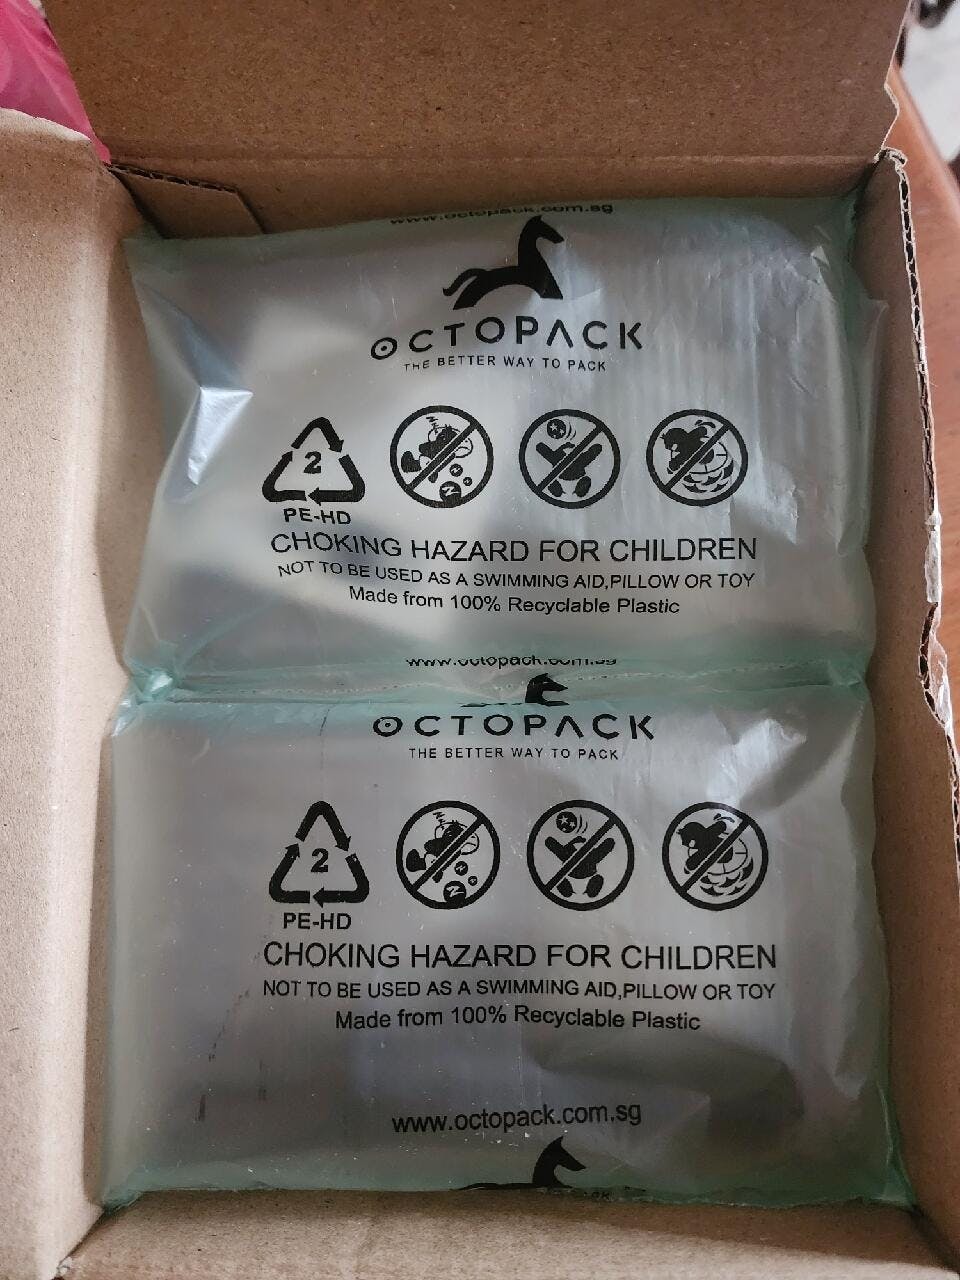 www.octopack.com.sg
OCTOPACK
THE BETTER WAY TO PACK
2
PE-HD
CHOKING HAZARD FOR CHILDREN
NOT TO BE USED AS A SWIMMING AID,PILLOW OR TOY
Made from 100% Recyclable Plastic
www.octopack.com.sg
OCTOPACK
THE BETTER WAY TO PACK
2
PE-HD
CHOKING HAZARD FOR CHILDREN
NOT TO BE USED AS A SWIMMING AID,PILLOW OR TOY
Made from 100% Recyclable Plastic
www.octopack.com.sg